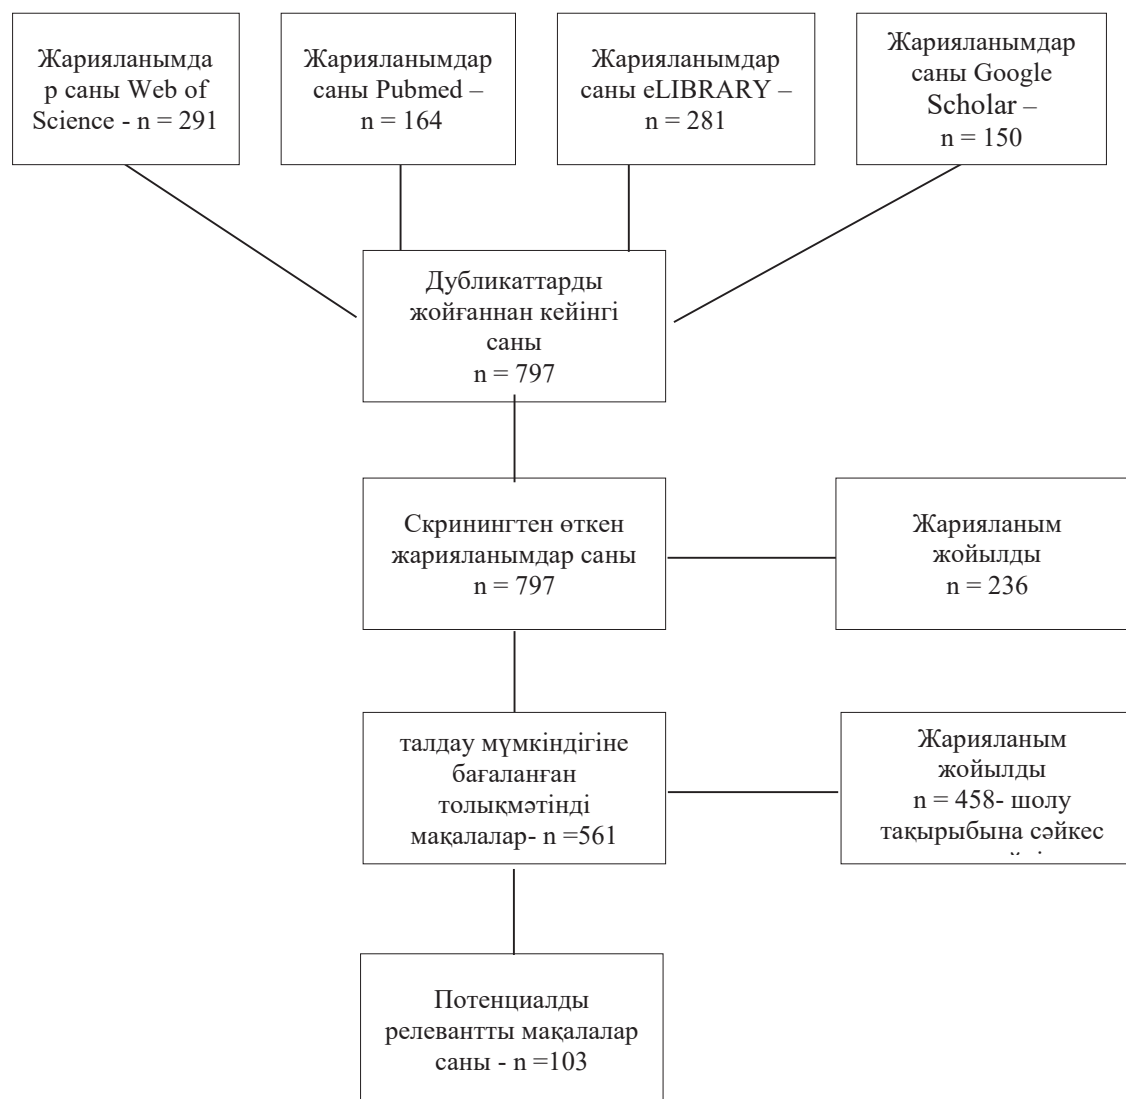 Жарияланымда
р саны Web of
Science - n = 291
Жарияланымдар
саны Pubmed –
n = 164
Жарияланымдар
саны eLIBRARY –
n = 281
Жарияланымдар
саны Google
Scholar –
n = 150
Дубликаттарды
жойғаннан кейінгі
саны
n = 797
Скринингтен өткен
жарияланымдар саны
n = 797
Жарияланым
жойылды
n = 236
талдау мүмкіндігіне
бағаланған
толықмәтінді
мақалалар- n =561
Жарияланым
жойылды
n = 458- шолу
тақырыбына сәйкес
Потенциалды
релевантты мақалалар
саны - n =103